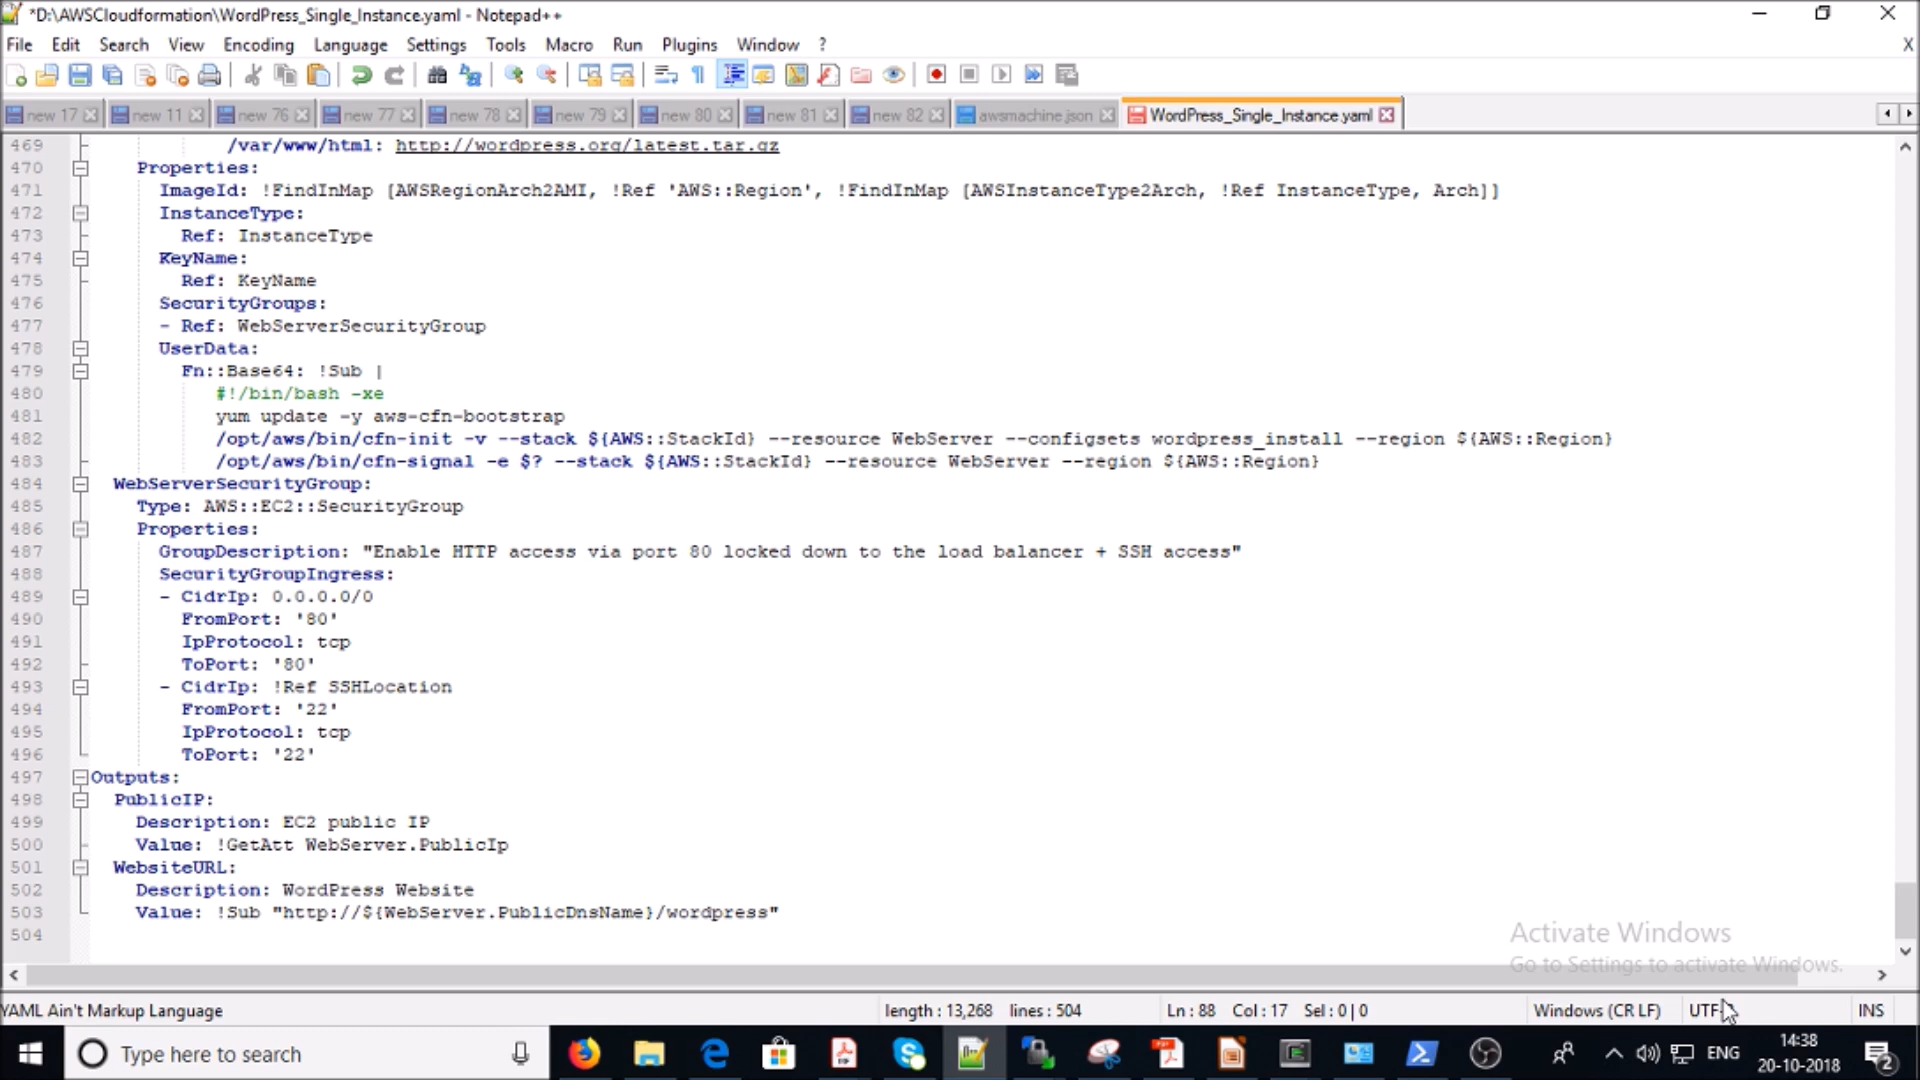 *D:\AWSCloudformation\WordPress_Single_Instance.yaml - Notepad++
File Edit Search View Encoding Language Settings Tools Macro Run Plugins Window ? X
new 17 new 11 new 76 new 77 new 78 new 79 new 80 new 81 new 82 awsmachine.json WordPress_Single_Instance.yaml
469 /var/www/html: http://wordpress.org/latest.tar.gz
470 Properties:
471 ImageId: !FindInMap [AWSRegionArch2AMI, !Ref 'AWS::Region', !FindInMap [AWSInstanceType2Arch, !Ref InstanceType, Arch]]
472 InstanceType:
473 Ref: InstanceType
474 KeyName:
475 Ref: KeyName
476 SecurityGroups:
477 - Ref: WebServerSecurityGroup
478 UserData:
479 Fn::Base64: !Sub |
480 #!/bin/bash -xe
481 yum update -y aws-cfn-bootstrap
482 /opt/aws/bin/cfn-init -v --stack ${AWS::StackId} --resource WebServer --configsets wordpress_install --region ${AWS::Region}
483 /opt/aws/bin/cfn-signal -e $? --stack ${AWS::StackId} --resource WebServer --region ${AWS::Region}
484 WebServerSecurityGroup:
485 Type: AWS::EC2::SecurityGroup
486 Properties:
487 GroupDescription: "Enable HTTP access via port 80 locked down to the load balancer + SSH access"
488 SecurityGroupIngress:
489 - CidrIp: 0.0.0.0/0
490 FromPort: '80'
491 IpProtocol: tcp
492 ToPort: '80'
493 - CidrIp: !Ref SSHLocation
494 FromPort: '22'
495 IpProtocol: tcp
496 ToPort: '22'
497 Outputs:
498 PublicIP:
499 Description: EC2 public IP
500 Value: !GetAtt WebServer.PublicIp
501 WebsiteURL:
502 Description: WordPress Website
503 Value: !Sub "http://${WebServer.PublicDnsName}/wordpress"
504
Activate Windows
Go to Settings to activate Windows.
YAML Ain't Markup Language length : 13,268 lines : 504 Ln : 88 Col : 17 Sel : 0 | 0 Windows (CR LF) UTF INS
Type here to search ENG 14:38
20-10-2018 2